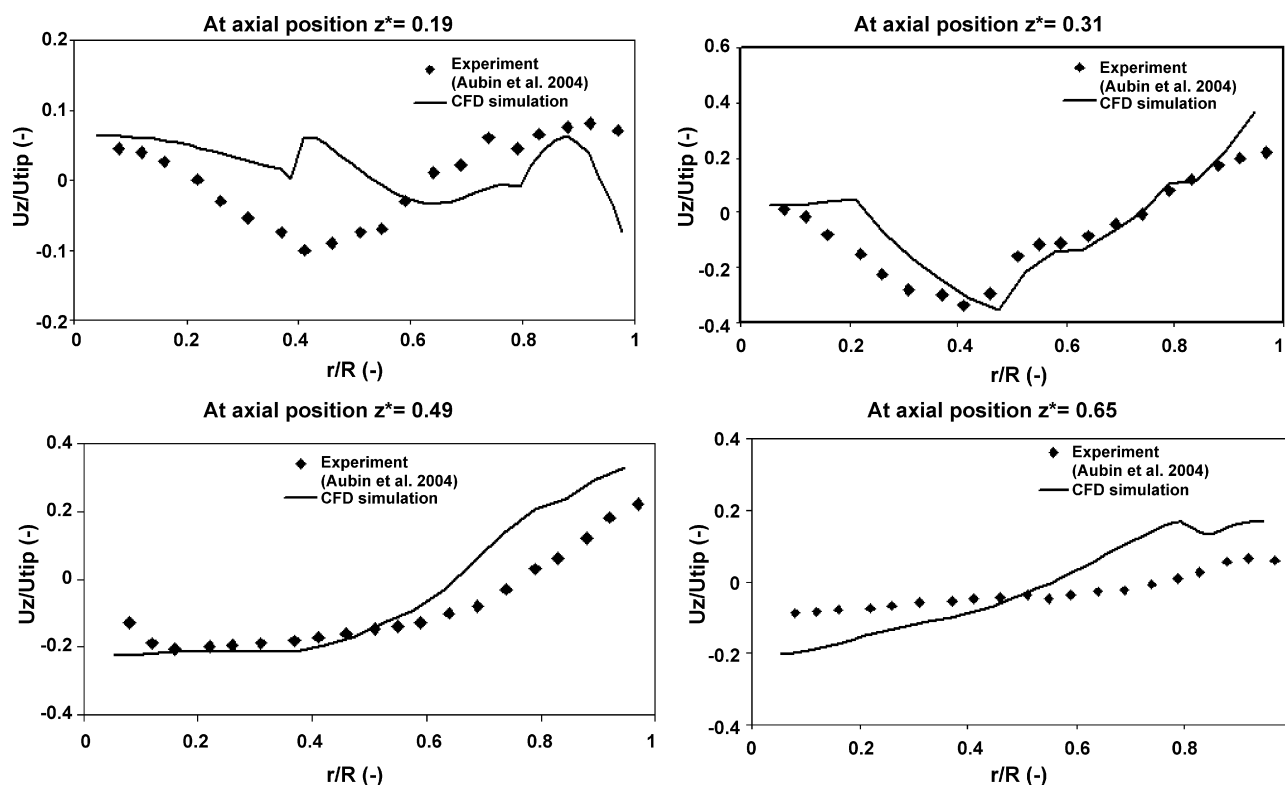 At axial position z*= 0.19
0.2
0.1
0
-0.1
-0.2
Uz/Utip (-)
Experiment
(Aubin et al. 2004)
CFD simulation
0 0.2 0.4 0.6 0.8 1
r/R (-)
At axial position z*= 0.31
0.6
0.4
0.2
0
-0.2
-0.4
Uz/Utip (-)
Experiment
(Aubin et al. 2004)
CFD simulation
0 0.2 0.4 0.6 0.8 1
r/R (-)
At axial position z*= 0.49
0.4
0.2
0
-0.2
-0.4
Uz/Utip (-)
Experiment
(Aubin et al. 2004)
CFD simulation
0 0.2 0.4 0.6 0.8 1
r/R (-)
At axial position z*= 0.65
0.4
0.2
0
-0.2
-0.4
Uz/Utip (-)
Experiment
(Aubin et al. 2004)
CFD simulation
0 0.2 0.4 0.6 0.8
r/R (-)